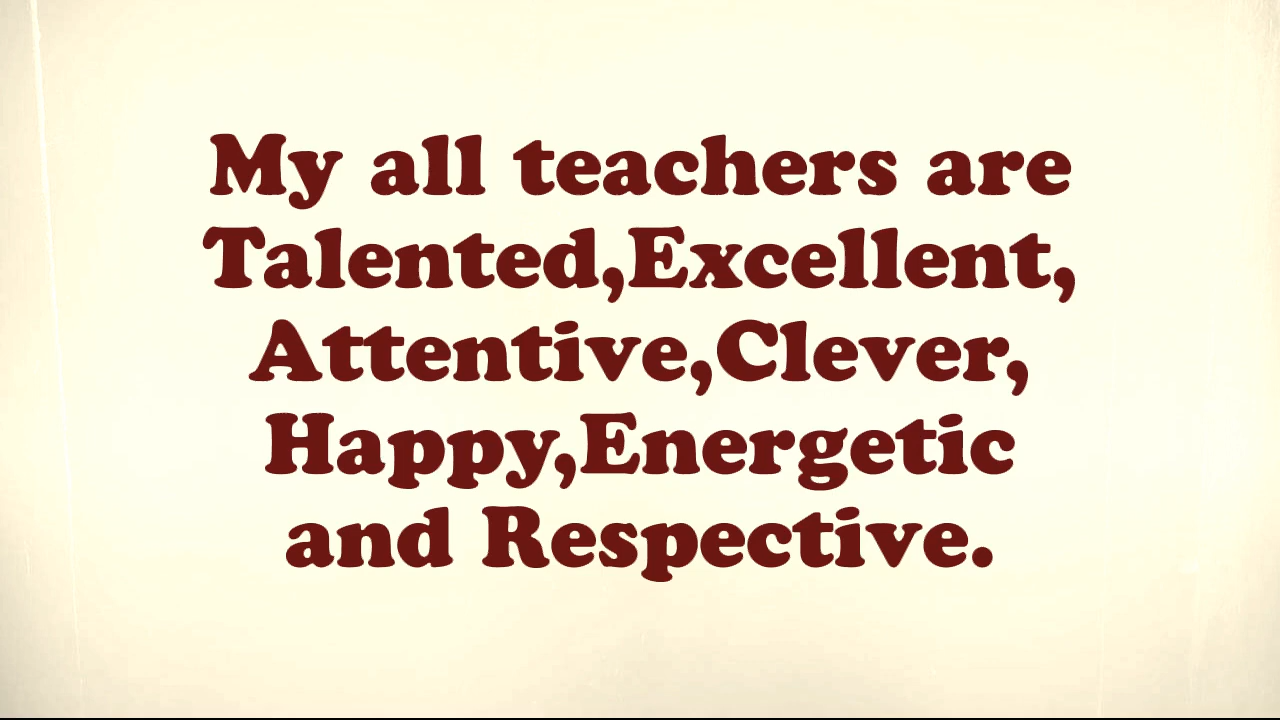 My all teachers are
Talented,Excellent,
Attentive,Clever,
Happy,Energetic
and Respective.